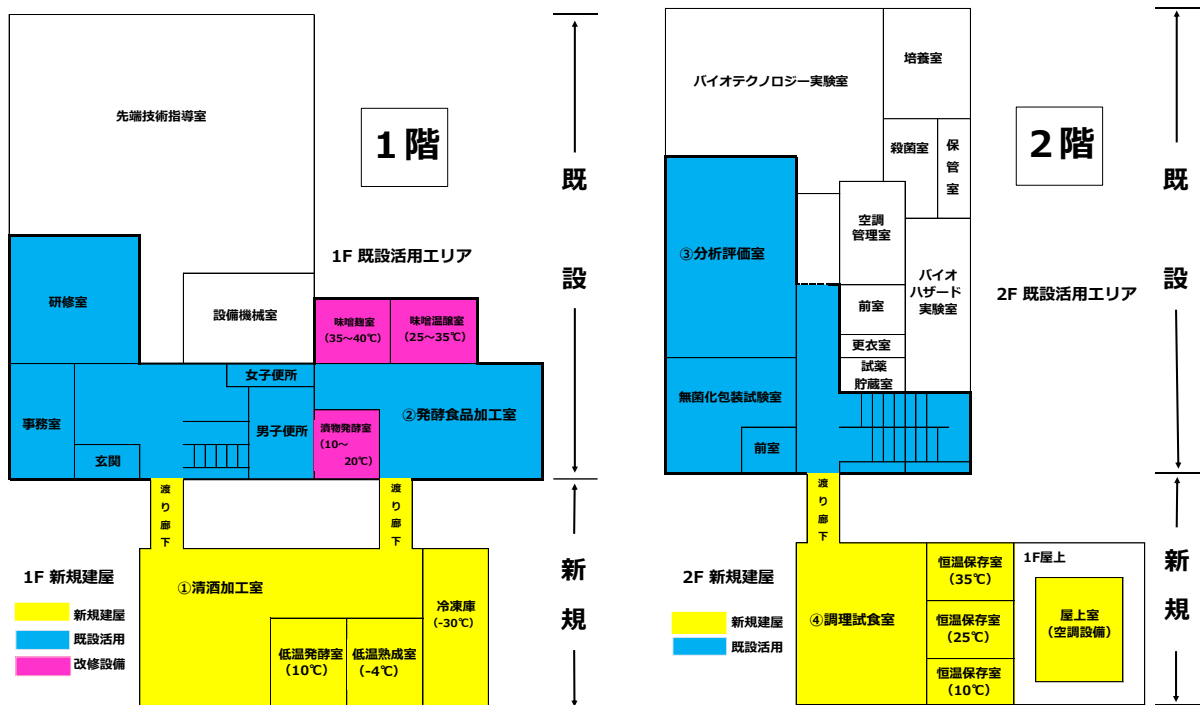 先端技術指導室
1階
既
設
研修室
1F 既設活用エリア
設備機械室
味噌麹室
(35～40℃)
味噌温醸室
(25～35℃)
女子便所
事務室
②発酵食品加工室
男子便所
漬物発酵室
(10～
20℃)
玄関
渡り廊下
渡り廊下
新
規
1F 新規建屋
①清酒加工室
冷凍庫
(-30℃)
新規建屋
既設活用
改修設備
低温発酵室
(10℃)
低温熟成室
(-4℃)
バイオテクノロジー実験室
培養室
2階
殺菌室
保管室
既
設
空調
管理室
③分析評価室
バイオ
ハザード
実験室
2F 既設活用エリア
前室
更衣室
試薬
貯蔵室
無菌化包装試験室
前室
渡り廊下
新
規
2F 新規建屋
恒温保存室
(35℃)
1F屋上
新規建屋
既設活用
④調理試食室
恒温保存室
(25℃)
屋上室
(空調設備)
恒温保存室
(10℃)